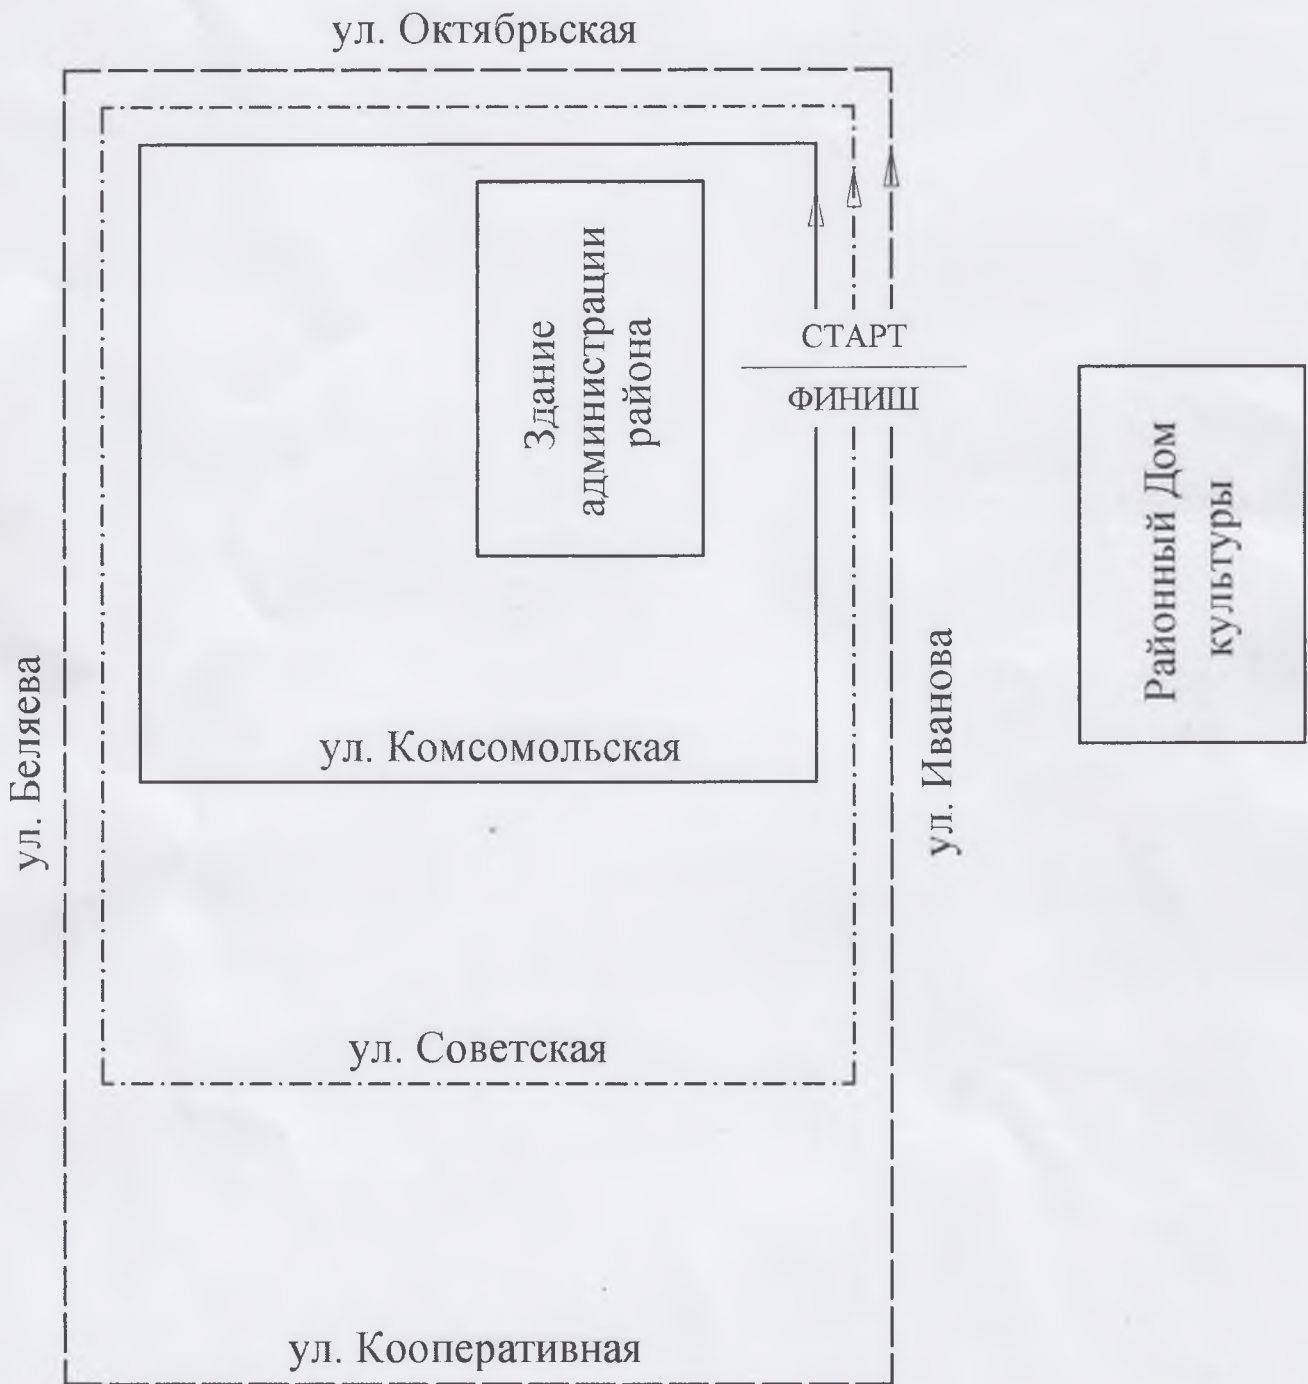 ул. Октябрьская
Здание
администрации
района
СТАРТ
ФИНИШ
Районный Дом
культуры
ул. Беляева
ул. Комсомольская
ул. Иванова
ул. Советская
ул. Кооперативная